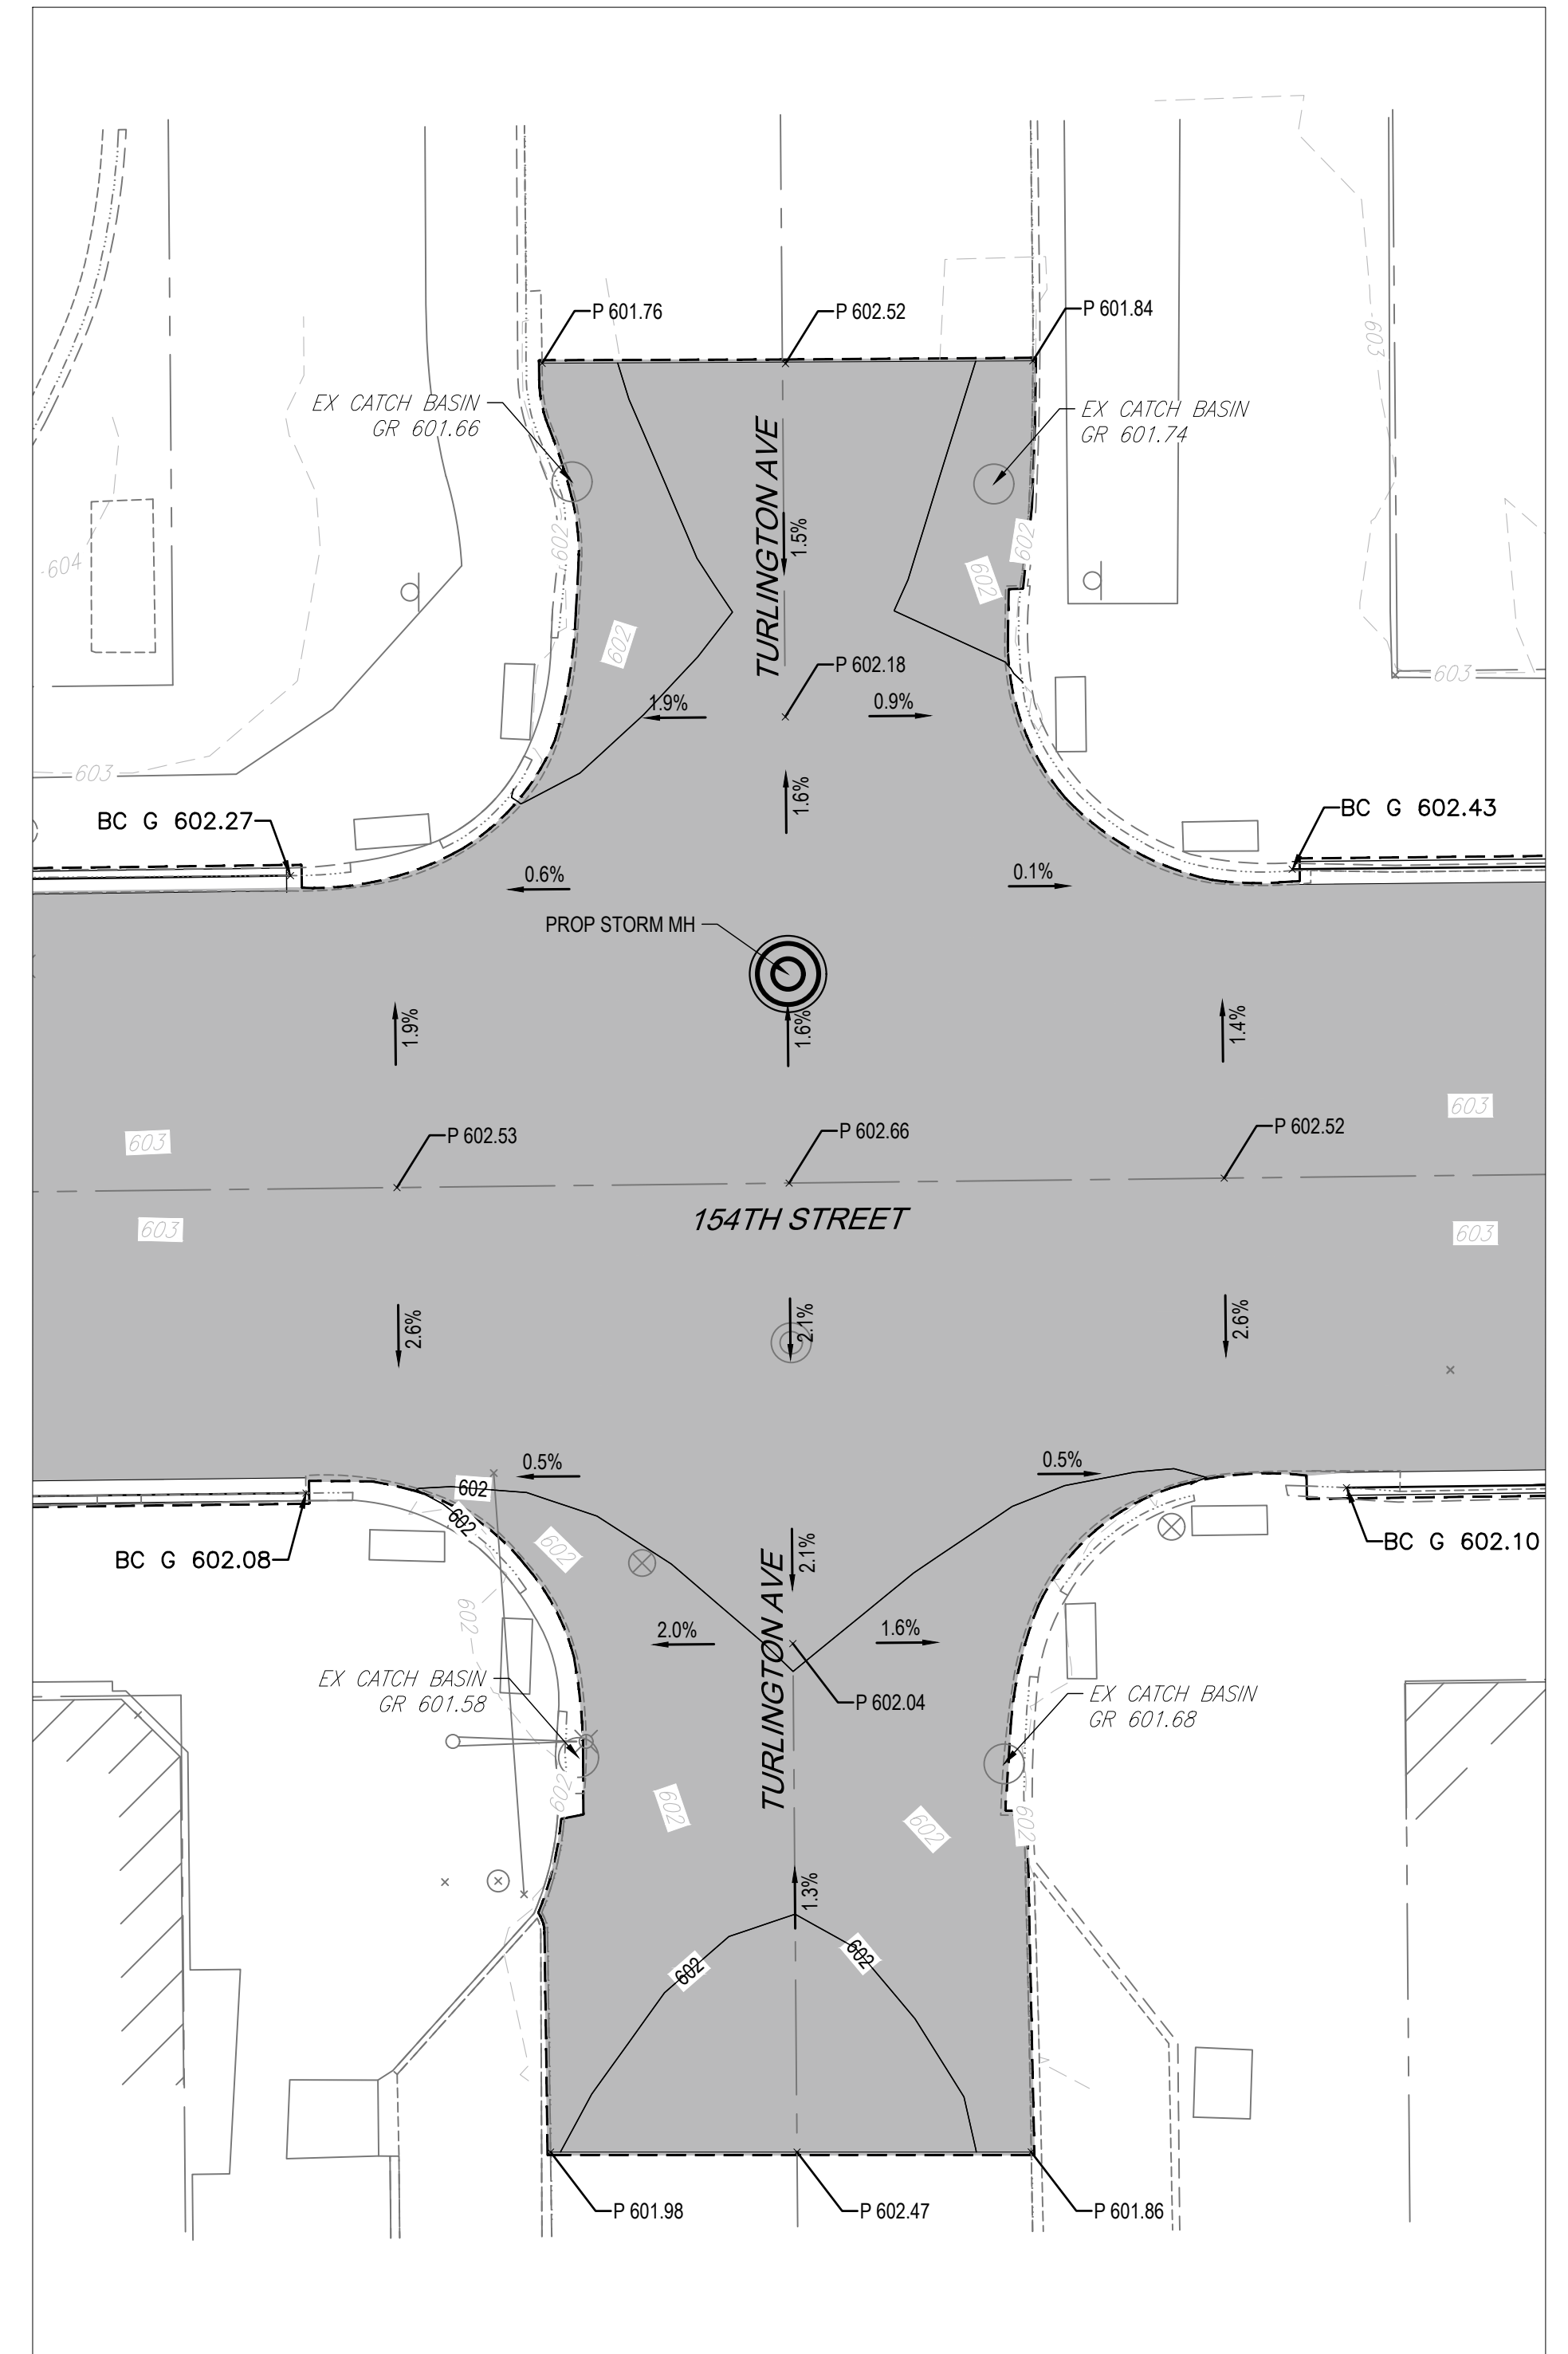 P 601.76
P 602.52
P 601.84
603
EX CATCH BASIN
GR 601.66
EX CATCH BASIN
GR 601.74
TURLINGTON AVE
1.5%
602
602
602
604
602
P 602.18
603
1.9%
0.9%
603
1.6%
BC G 602.27
BC G 602.43
0.6%
0.1%
PROP STORM MH
1.9%
1.6%
1.4%
603
603
P 602.53
P 602.66
P 602.52
154TH STREET
603
603
2.6%
2.1%
2.6%
0.5%
0.5%
602
602
602
BC G 602.08
BC G 602.10
2.1%
TURLINGTON AVE
602
2.0%
1.6%
EX CATCH BASIN
GR 601.58
EX CATCH BASIN
GR 601.68
P 602.04
602
602
602
602
1.3%
602
602
P 601.98
P 602.47
P 601.86